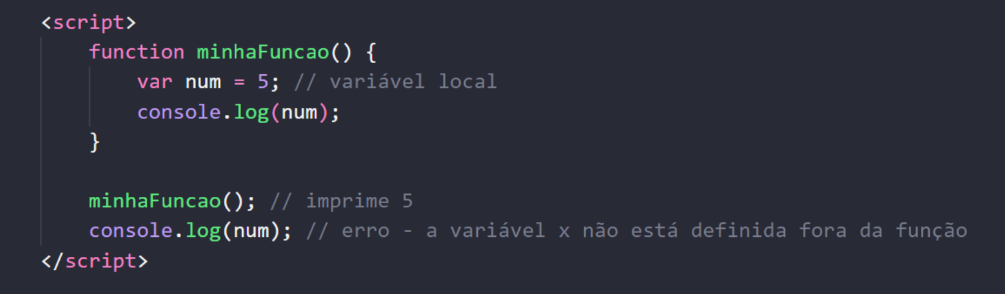 <script>
function minhaFuncao() {
var num = 5; // variável local
console.log(num);
}
minhaFuncao(); // imprime 5
console.log(num); // erro - a variável x não está definida fora da função
</script>